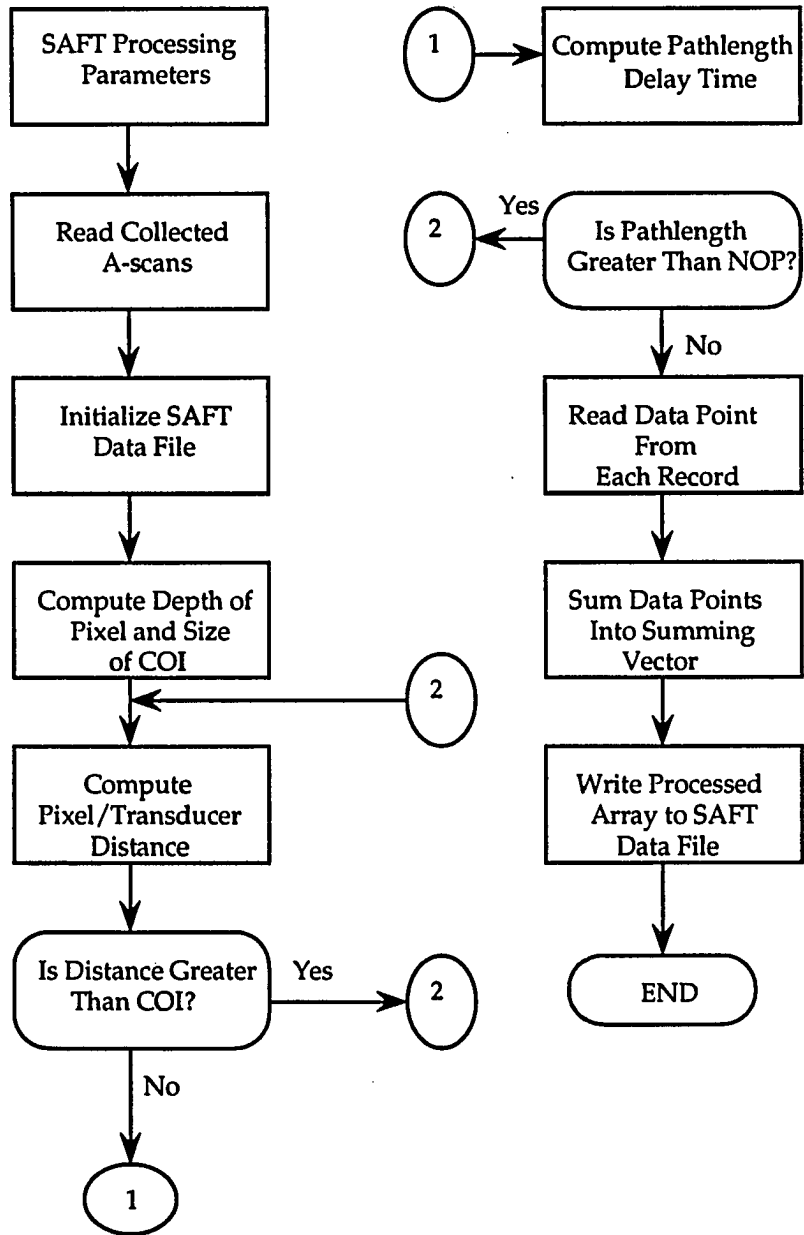 SAFT Processing
Parameters
Read Collected
A-scans
Initialize SAFT
Data File
Compute Depth of
Pixel and Size
of COI
2
Compute
Pixel/Transducer
Distance
Is Distance Greater
Than COI?
Yes
2
No
1
1
Compute Pathlength
Delay Time
Is Pathlength
Greater Than NOP?
Yes
2
No
Read Data Point
From
Each Record
Sum Data Points
Into Summing
Vector
Write Processed
Array to SAFT
Data File
END